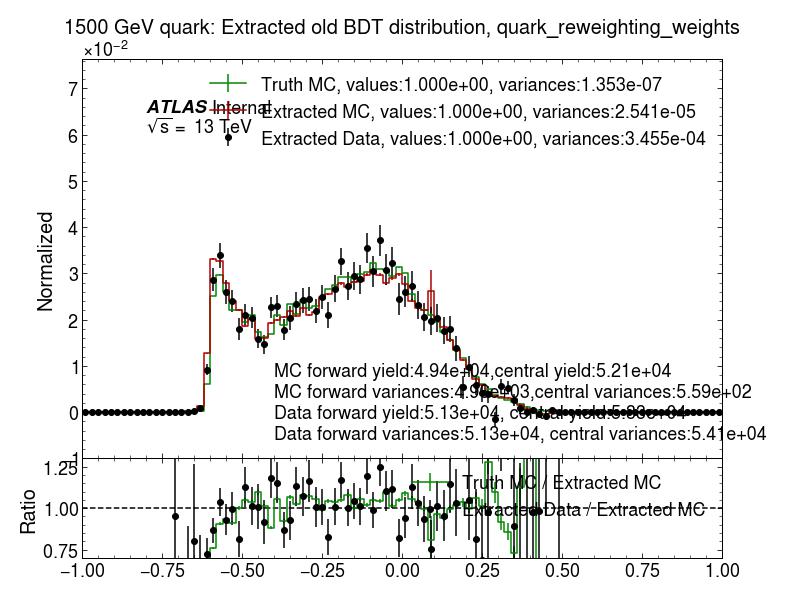 1500 GeV quark: Extracted old BDT distribution, quark_reweighting_weights
×10⁻²
Truth MC, values:1.000e+00, variances:1.353e-07
ATLAS Internal
Extracted MC, values:1.000e+00, variances:2.541e-05
√s = 13 TeV
Extracted Data, values:1.000e+00, variances:3.455e-04
7
6
5
4
3
2
1
0
1
Normalized
MC forward yield:4.94e+04,central yield:5.21e+04
MC forward variances: central variances:5.59e+02
Data forward yield:5.13e+04, central
Data forward variances:5.13e+04, central variances:5.41e+04
1.25
1.00
0.75
Ratio
Truth MC / Extracted MC
Extracted Data / Extracted MC
−1.00 −0.75 −0.50 −0.25 0.00 0.25 0.50 0.75 1.00